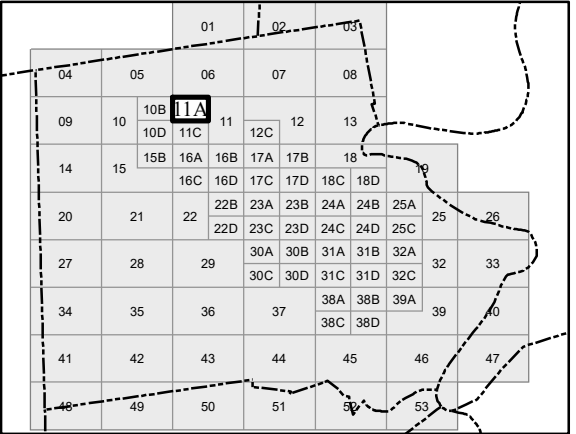 01 02 03
04 05 06 07 08
10B 11A
09 10 11 12 13
10D 11C 12C
15B 16A 16B 17A 17B 18
14 15 19
16C 16D 17C 17D 18C 18D
22B 23A 23B 24A 24B 25A
20 21 22 25 26
22D 23C 23D 24C 24D 25C
30A 30B 31A 31B 32A
27 28 29 32 33
30C 30D 31C 31D 32C
38A 38B 39A
34 35 36 37 39 40
38C 38D
41 42 43 44 45 46 47
48 49 50 51 52 53